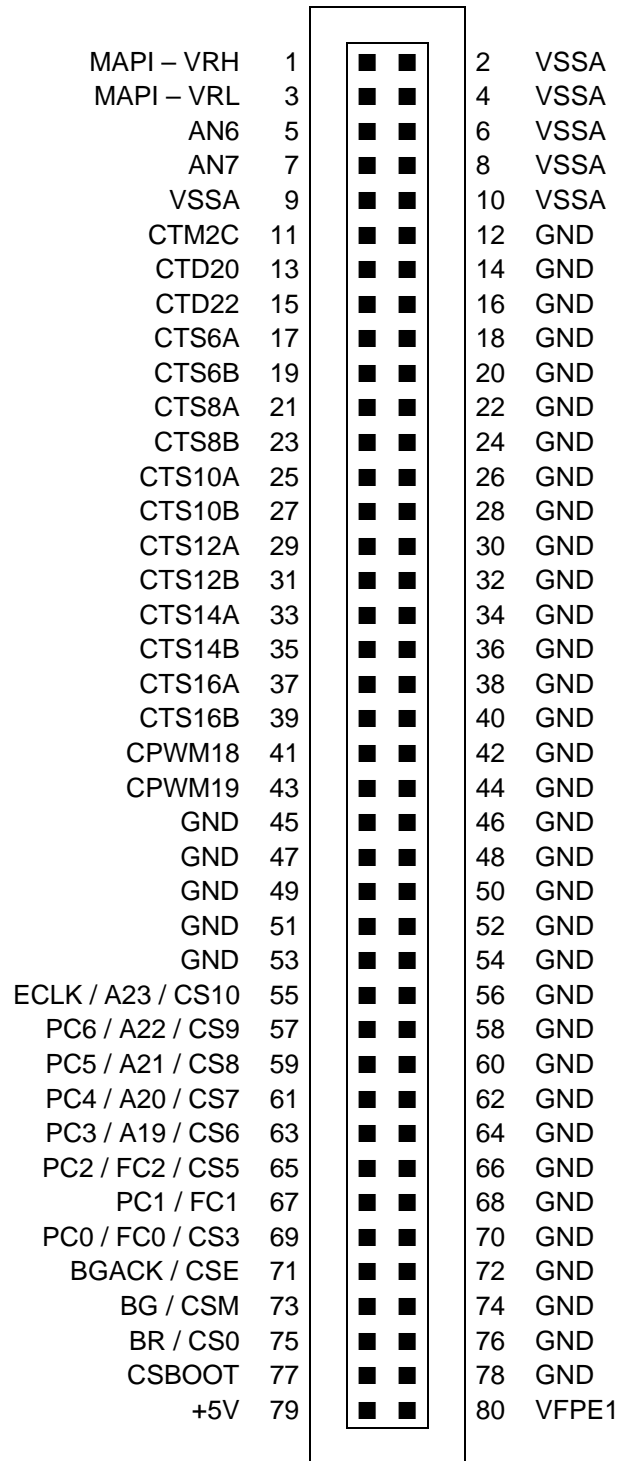 MAPI – VRH 1 2 VSSA
MAPI – VRL 3 4 VSSA
AN6 5 6 VSSA
AN7 7 8 VSSA
VSSA 9 10 VSSA
CTM2C 11 12 GND
CTD20 13 14 GND
CTD22 15 16 GND
CTS6A 17 18 GND
CTS6B 19 20 GND
CTS8A 21 22 GND
CTS8B 23 24 GND
CTS10A 25 26 GND
CTS10B 27 28 GND
CTS12A 29 30 GND
CTS12B 31 32 GND
CTS14A 33 34 GND
CTS14B 35 36 GND
CTS16A 37 38 GND
CTS16B 39 40 GND
CPWM18 41 42 GND
CPWM19 43 44 GND
GND 45 46 GND
GND 47 48 GND
GND 49 50 GND
GND 51 52 GND
GND 53 54 GND
ECLK / A23 / CS10 55 56 GND
PC6 / A22 / CS9 57 58 GND
PC5 / A21 / CS8 59 60 GND
PC4 / A20 / CS7 61 62 GND
PC3 / A19 / CS6 63 64 GND
PC2 / FC2 / CS5 65 66 GND
PC1 / FC1 67 68 GND
PC0 / FC0 / CS3 69 70 GND
BGACK / CSE 71 72 GND
BG / CSM 73 74 GND
BR / CS0 75 76 GND
CSBOOT 77 78 GND
+5V 79 80 VFPE1